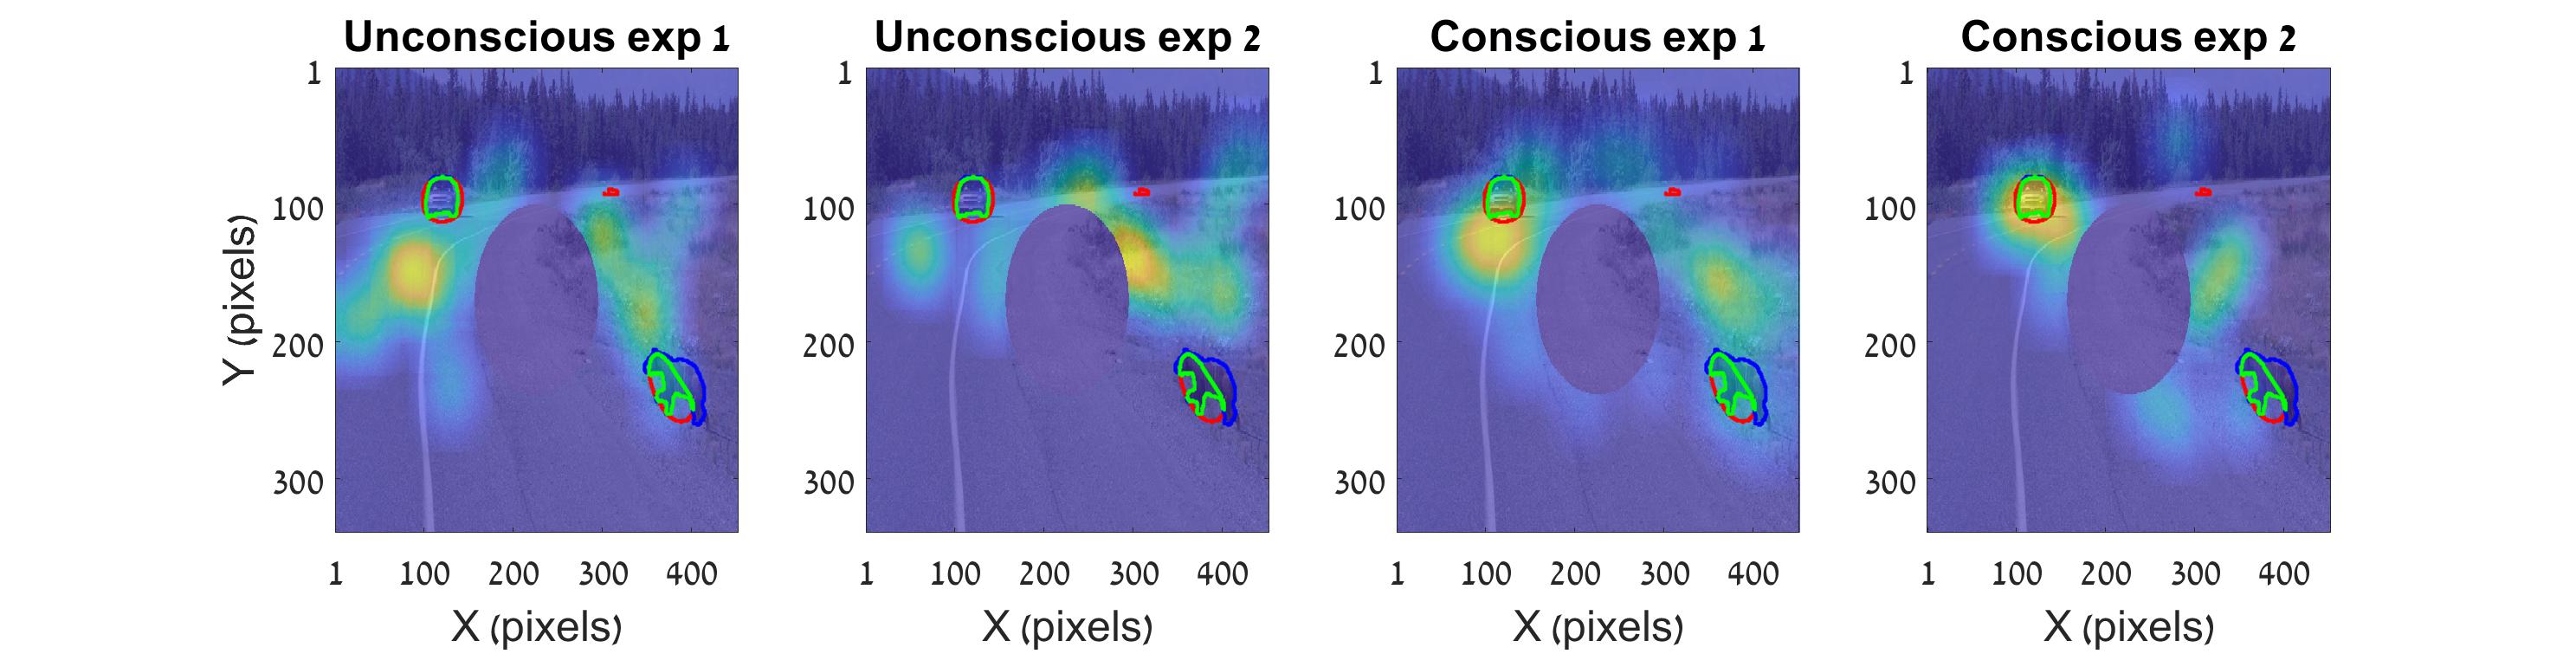 Unconscious exp 1 Unconscious exp 2 Conscious exp 1 Conscious exp 2
1 1 1 1
100 100 100 100
200 200 200 200
300 300 300 300
Y (pixels)
1 100 200 300 400 1 100 200 300 400 1 100 200 300 400 1 100 200 300 400
X (pixels) X (pixels) X (pixels) X (pixels)